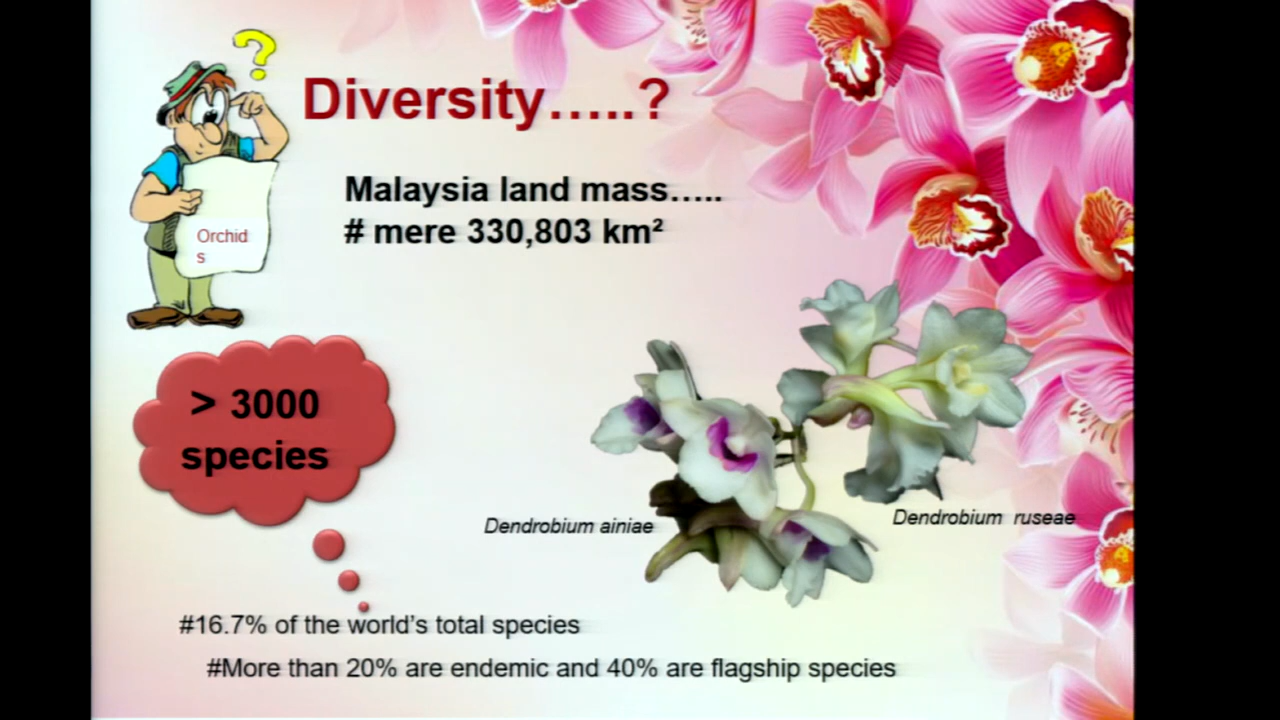 ?
Diversity…..?
Malaysia land mass…..
# mere 330,803 km²
Orchid
s
> 3000
species
Dendrobium ainiae
Dendrobium ruseae
#16.7% of the world’s total species
#More than 20% are endemic and 40% are flagship species